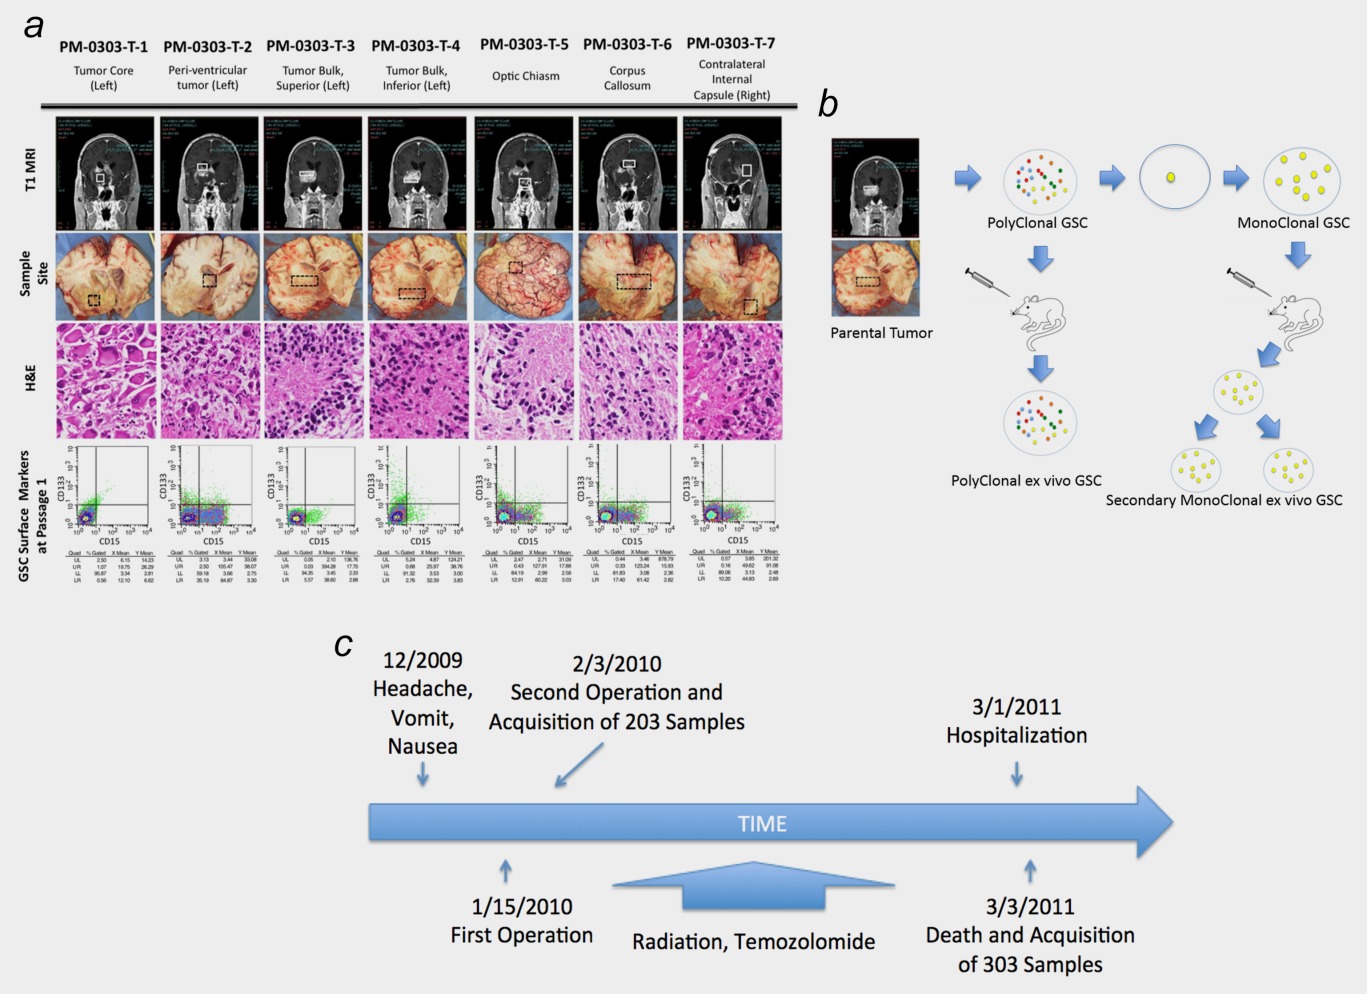 a
PM-0303-T-1 PM-0303-T-2 PM-0303-T-3 PM-0303-T-4 PM-0303-T-5 PM-0303-T-6 PM-0303-T-7
Tumor Core
(Left)
Peri-ventricular
tumor (Left)
Tumor Bulk,
Superior (Left)
Tumor Bulk,
Inferior (Left)
Optic Chiasm
Corpus
Callosum
Contralateral
Internal
Capsule (Right)
T1 MRI
Sample
Site
H&E
GSC Surface Markers
at Passage 1
CD133 CD133 CD133 CD133 CD133 CD133 CD133
CD15 CD15 CD15 CD15 CD15 CD15 CD15
Quad % Gated X Mean Y Mean
UL 2.50 6.15 14.23
UR 1.07 19.75 28.29
LL 95.87 3.34 2.81
LR 0.56 12.10 6.62
Quad % Gated X Mean Y Mean
UL 3.13 3.44 33.08
UR 2.50 105.47 38.07
LL 59.18 3.66 2.75
LR 35.19 84.87 3.30
Quad % Gated X Mean Y Mean
UL 0.05 2.10 136.76
UR 0.03 394.28 17.70
LL 94.35 3.45 2.33
LR 5.57 38.60 2.86
Quad % Gated X Mean Y Mean
UL 5.24 4.87 124.21
UR 0.68 25.97 38.76
LL 91.32 3.53 3.00
LR 2.76 32.39 3.83
Quad % Gated X Mean Y Mean
UL 2.47 2.71 31.09
UR 0.43 127.91 17.88
LL 84.19 2.99 2.58
LR 12.91 60.22 3.03
Quad % Gated X Mean Y Mean
UL 0.44 3.46 878.79
UR 0.33 123.24 15.93
LL 81.83 3.08 2.36
LR 17.40 61.42 2.82
Quad % Gated X Mean Y Mean
UL 0.57 3.85 201.32
UR 0.16 49.62 91.08
LL 89.06 3.13 2.48
LR 10.20 44.83 2.69
b
Parental Tumor
PolyClonal GSC
MonoClonal GSC
PolyClonal ex vivo GSC
Secondary MonoClonal ex vivo GSC
c
12/2009
Headache,
Vomit,
Nausea
2/3/2010
Second Operation and
Acquisition of 203 Samples
3/1/2011
Hospitalization
TIME
1/15/2010
First Operation
Radiation, Temozolomide
3/3/2011
Death and Acquisition
of 303 Samples